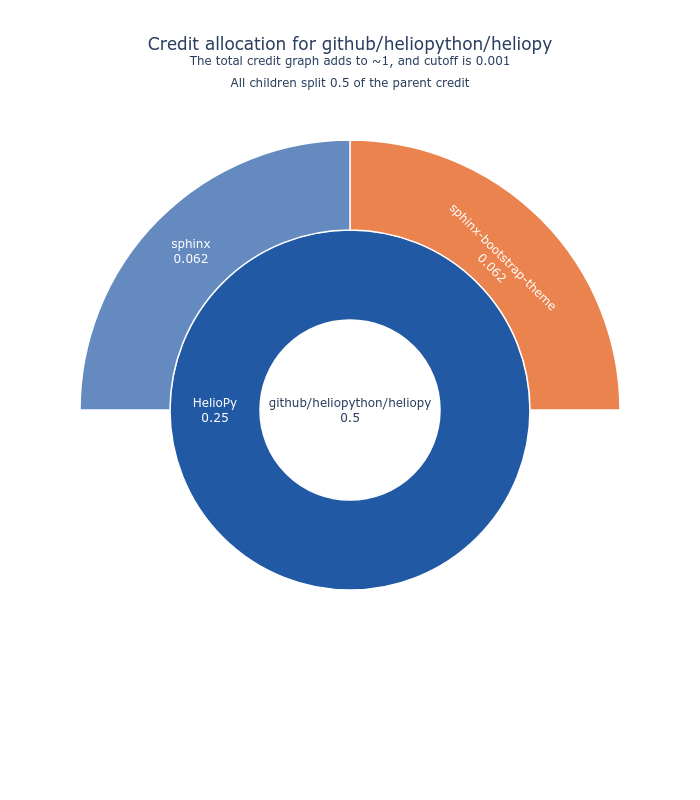 Credit allocation for github/heliopython/heliopy
The total credit graph adds to ~1, and cutoff is 0.001
All children split 0.5 of the parent credit
sphinx
0.062
sphinx-bootstrap-theme
0.062
HelioPy
0.25
github/heliopython/heliopy
0.5